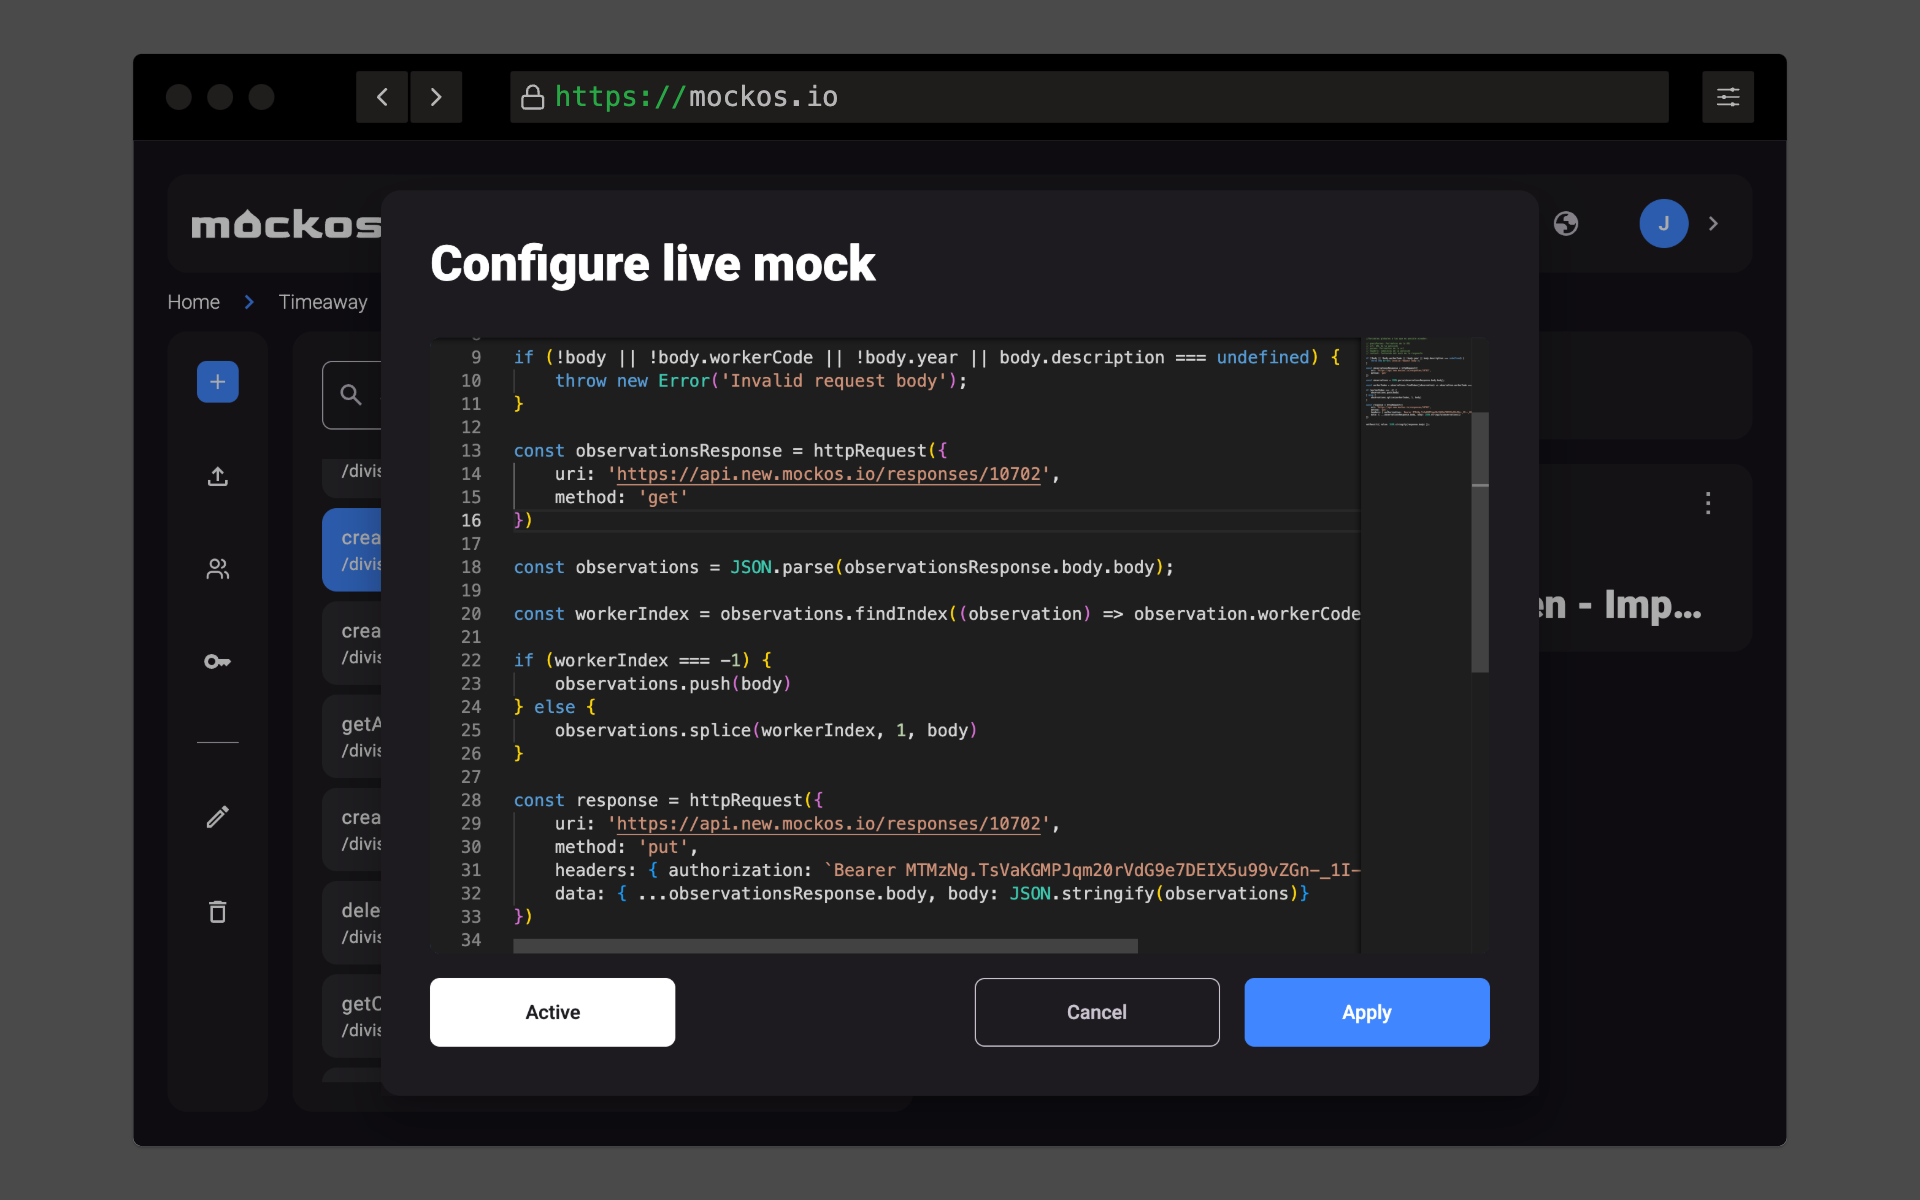 https://mockos.io
mockos
J
Home
Timeaway
Configure live mock
/divis
crea
/divis
crea
/divis
getA
/divis
crea
/divis
dele
/divis
getC
/divis
en - Imp...
9 if (!body || !body.workerCode || !body.year || body.description === undefined) {
10 throw new Error('Invalid request body');
11 }
12
13 const observationsResponse = httpRequest({
14 uri: 'https://api.new.mockos.io/responses/10702',
15 method: 'get'
16 })
17
18 const observations = JSON.parse(observationsResponse.body.body);
19
20 const workerIndex = observations.findIndex((observation) => observation.workerCode
21
22 if (workerIndex === -1) {
23 observations.push(body)
24 } else {
25 observations.splice(workerIndex, 1, body)
26 }
27
28 const response = httpRequest({
29 uri: 'https://api.new.mockos.io/responses/10702',
30 method: 'put',
31 headers: { authorization: `Bearer MTMzNg.TsVaKGMPJqm20rVdG9e7DEIX5u99vZGn-_1I-
32 data: { ...observationsResponse.body, body: JSON.stringify(observations)}
33 })
34
Active
Cancel
Apply